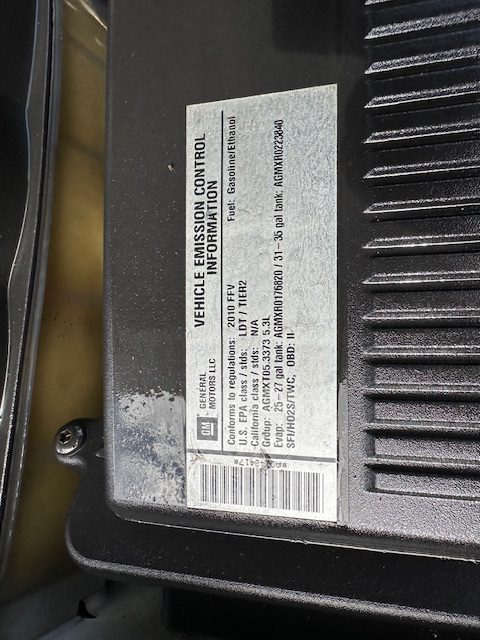 GM
GENERAL
MOTORS LLC
VEHICLE EMISSION CONTROL
INFORMATION
Conforms to regulations: 2010 FFV Fuel: Gasoline/Ethanol
U.S. EPA class / stds: LDT / TIER2
California class / stds: N/A
Group: AGMXT05.3373 5.3L
Evap: 25 - 27 gal tank: AGMXR0176820 / 31 - 35 gal tank: AGMXR0223840
SFI/HO2S/TWC, OBD: II